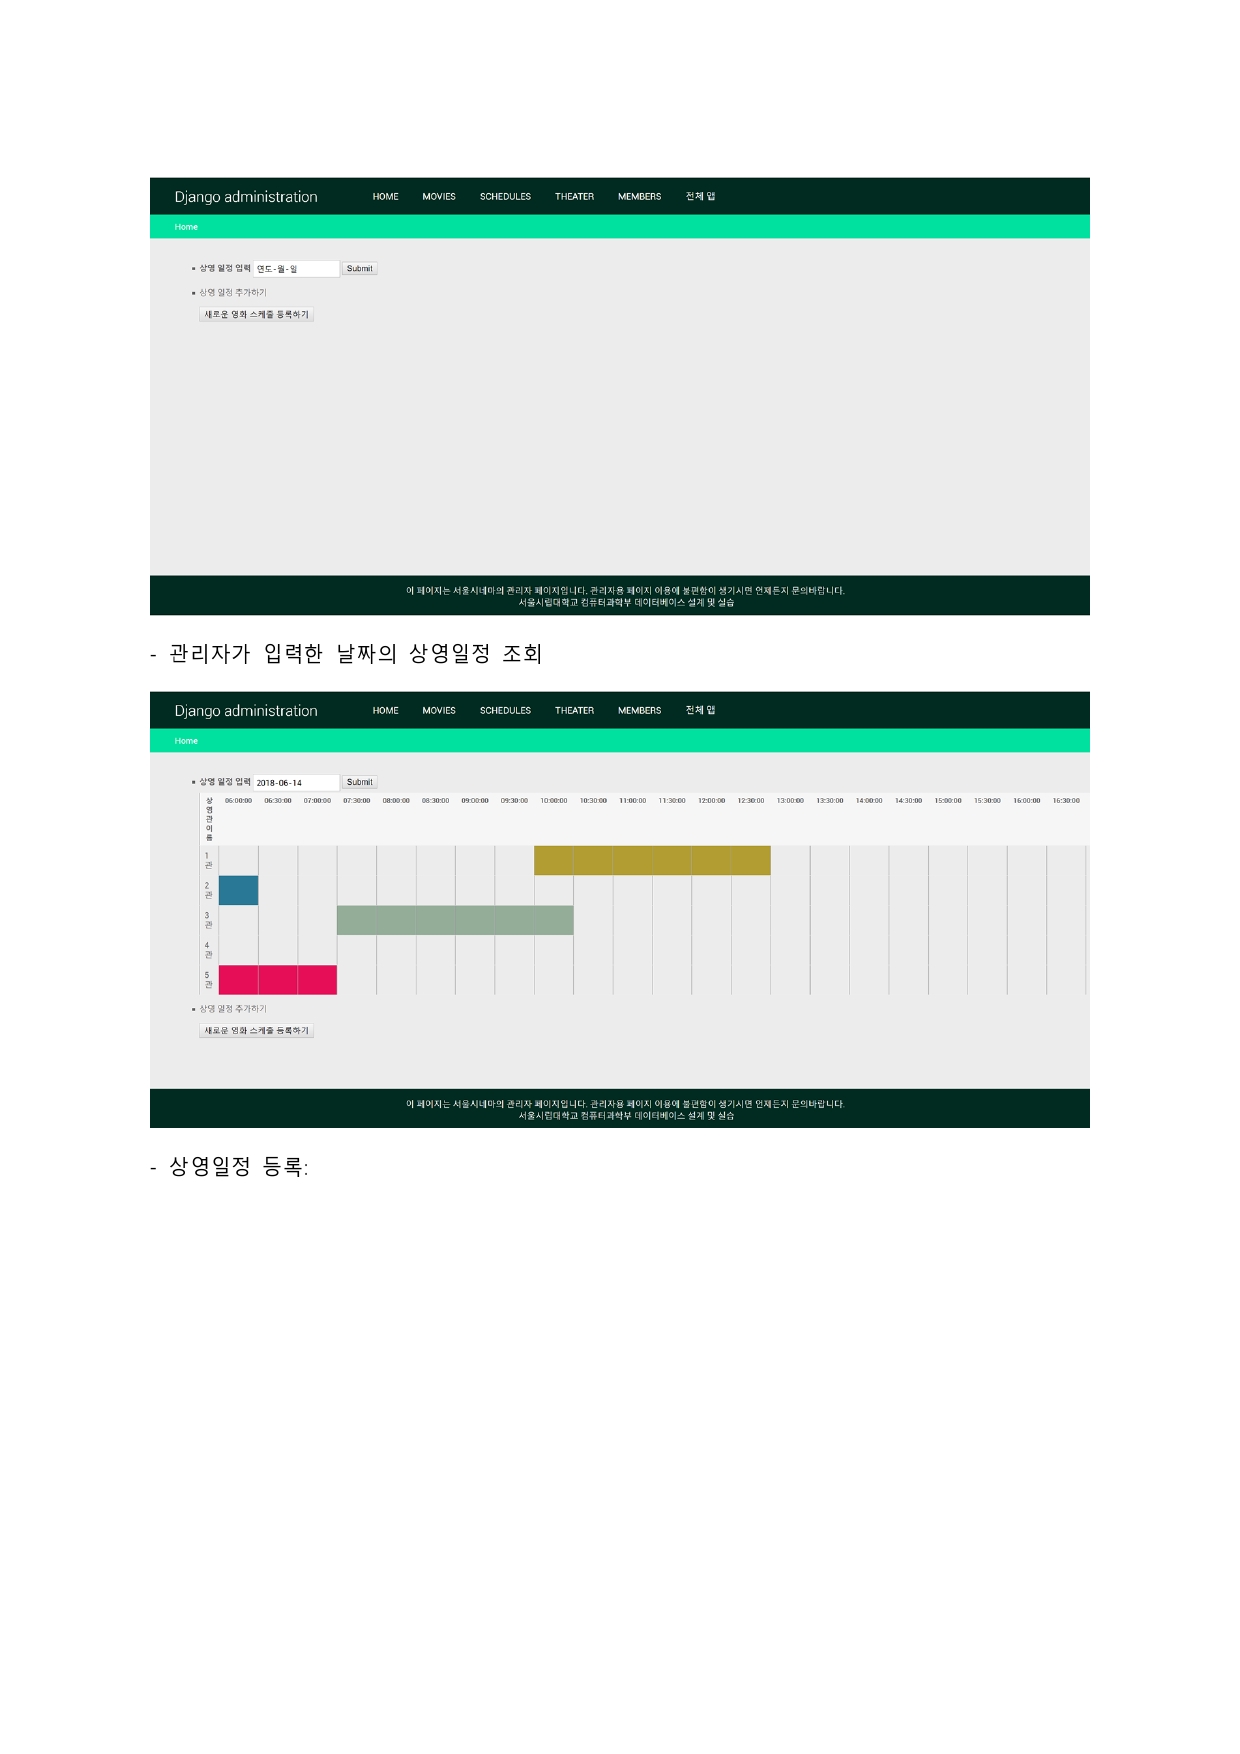 Django administration HOME MOVIES SCHEDULES THEATER MEMBERS 전체 앱
Home
▪ 상영 일정 입력 연도-월-일 Submit
▪ 상영 일정 추가하기
새로운 영화 스케줄 등록하기
이 페이지는 서울시네마의 관리자 페이지입니다. 관리자용 페이지 이용에 불편함이 생기시면 언제든지 문의바랍니다.
서울시립대학교 컴퓨터과학부 데이터베이스 설계 및 실습
- 관리자가 입력한 날짜의 상영일정 조회
Django administration HOME MOVIES SCHEDULES THEATER MEMBERS 전체 앱
Home
▪ 상영 일정 입력 2018-06-14 Submit
상영관이름 06:00:00 06:30:00 07:00:00 07:30:00 08:00:00 08:30:00 09:00:00 09:30:00 10:00:00 10:30:00 11:00:00 11:30:00 12:00:00 12:30:00 13:00:00 13:30:00 14:00:00 14:30:00 15:00:00 15:30:00 16:00:00 16:30:00
1관
2관
3관
4관
5관
▪ 상영 일정 추가하기
새로운 영화 스케줄 등록하기
이 페이지는 서울시네마의 관리자 페이지입니다. 관리자용 페이지 이용에 불편함이 생기시면 언제든지 문의바랍니다.
서울시립대학교 컴퓨터과학부 데이터베이스 설계 및 실습
- 상영일정 등록: